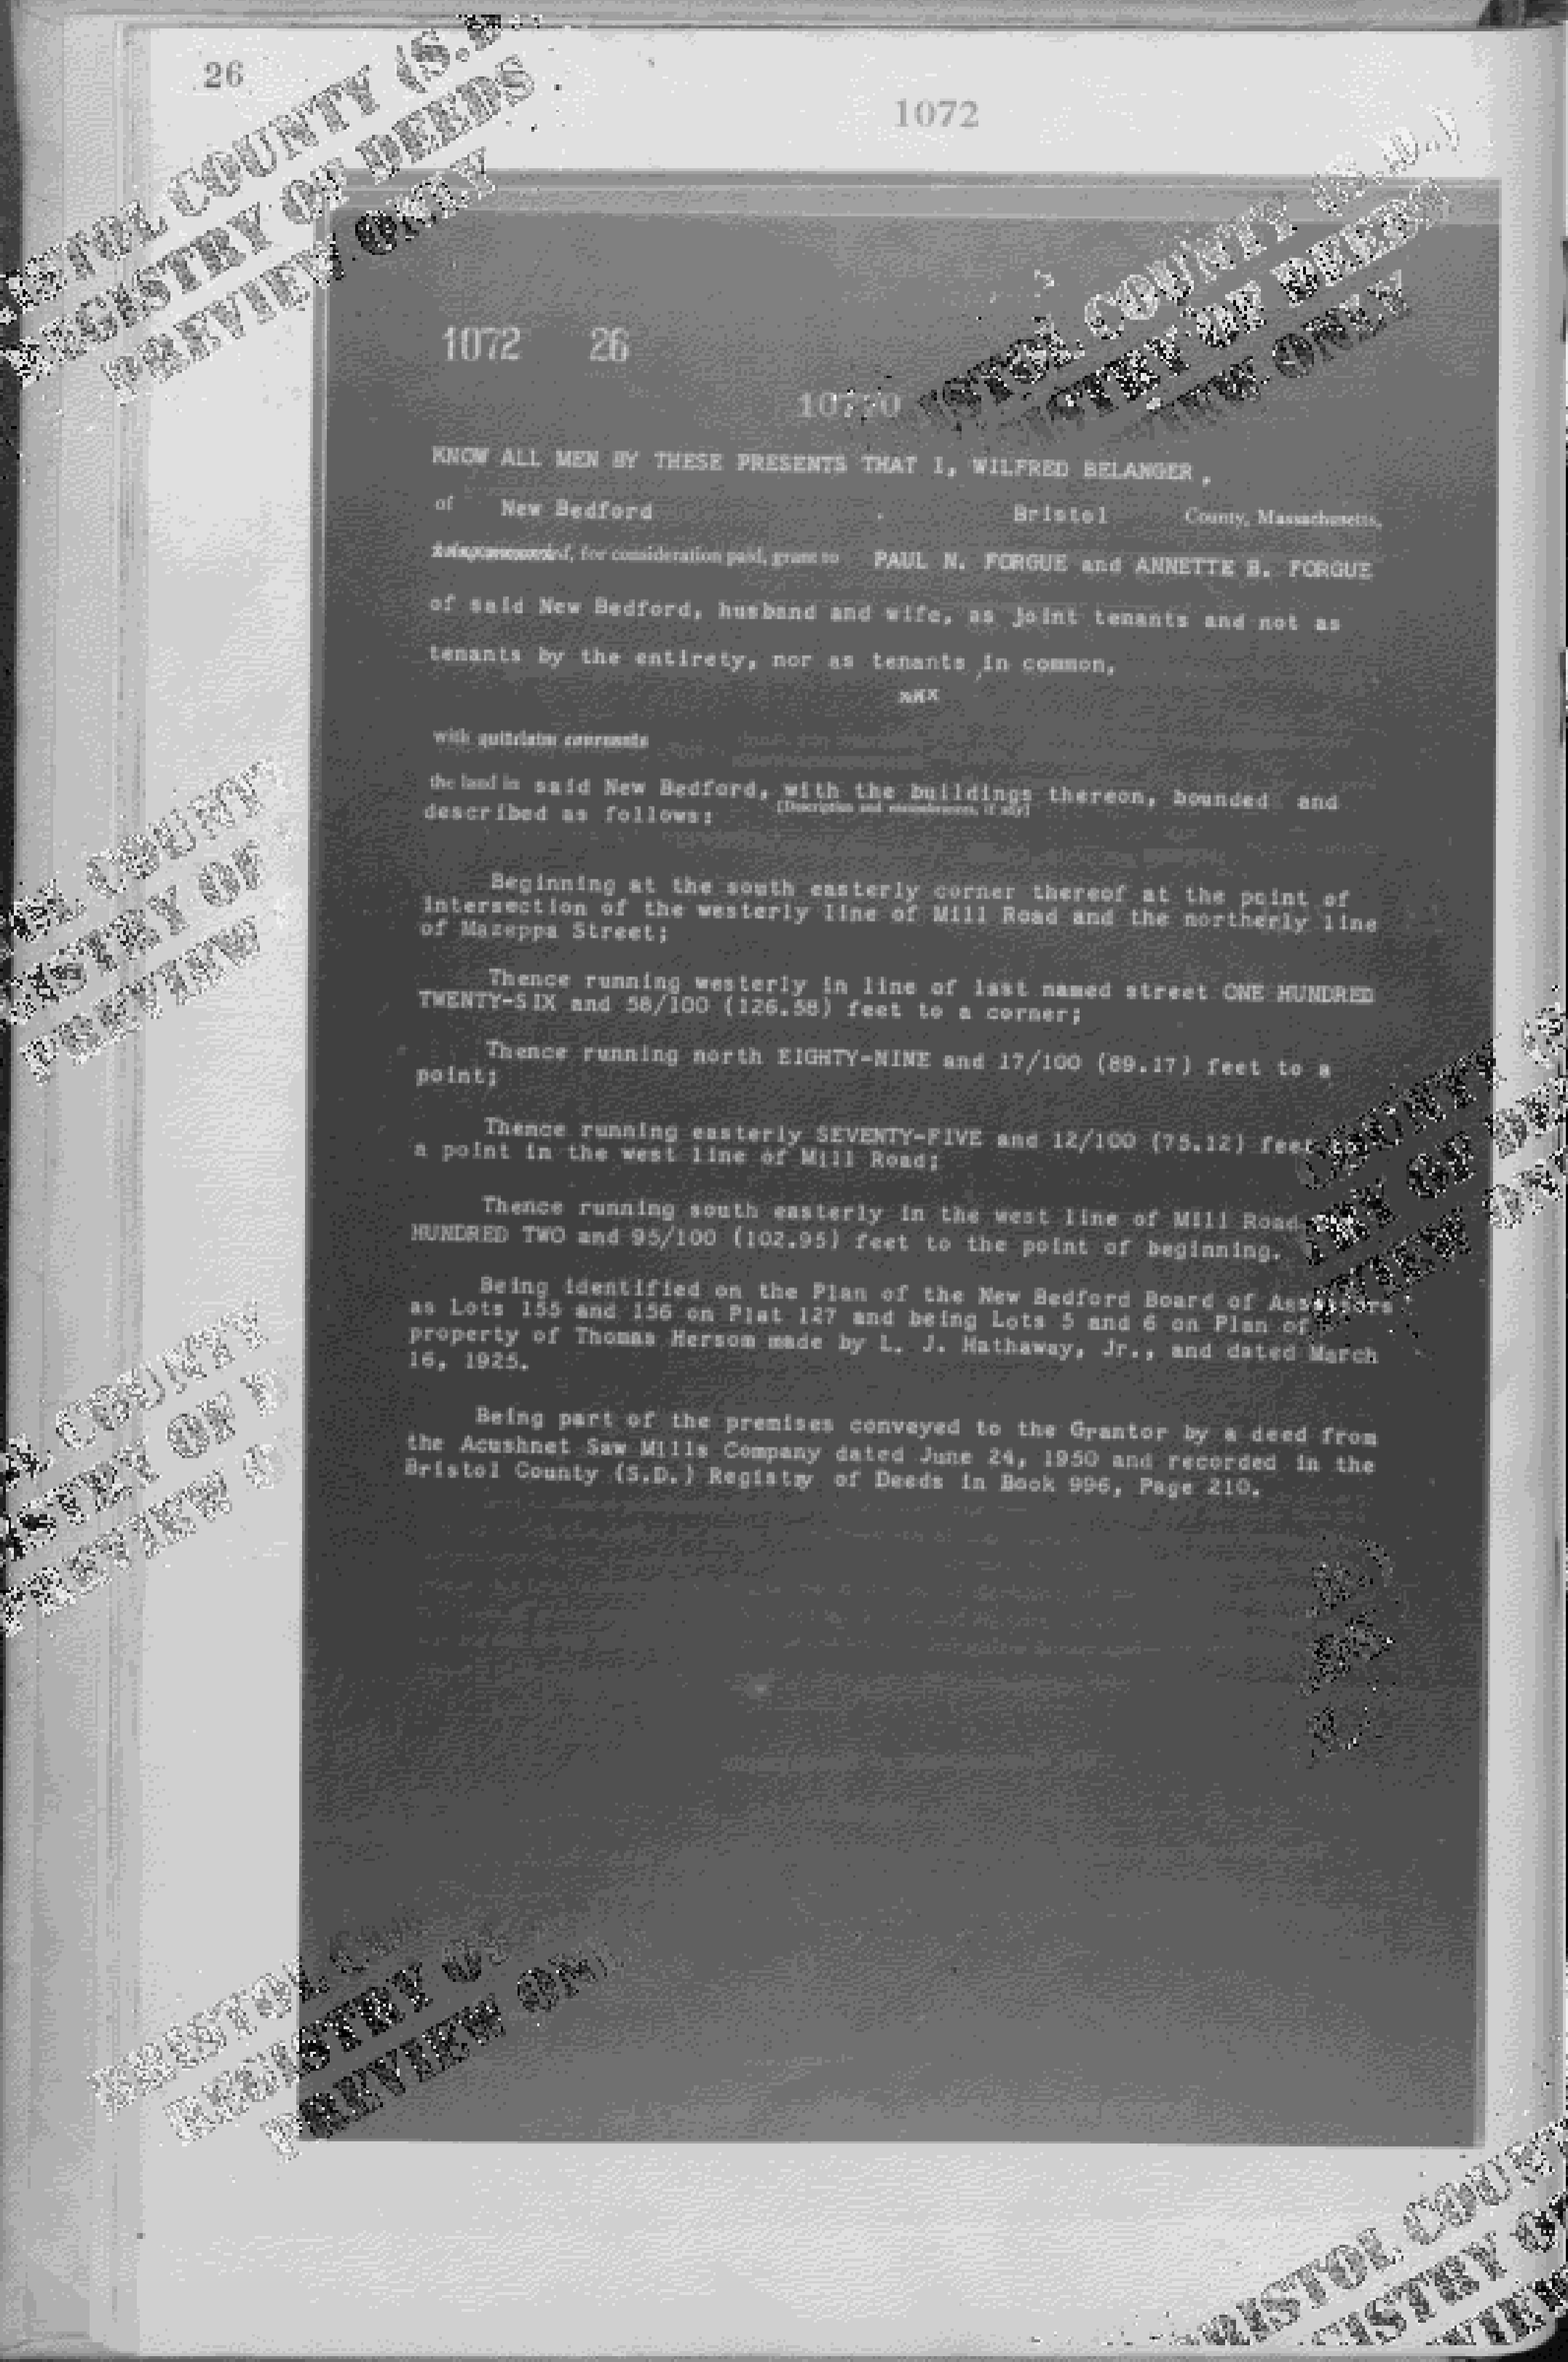 26
1072
BRISTOL COUNTY (S.D.)
REGISTRY OF DEEDS
PREVIEW ONLY
1072 26
KNOW ALL MEN BY THESE PRESENTS THAT I, WILFRED BELANGER ,
of New Bedford Bristol County, Massachusetts,
for consideration paid, grant to PAUL N. FORGUE and ANNETTE B. FORGUE
of said New Bedford, husband and wife, as joint tenants and not as
tenants by the entirety, nor as tenants in common,
with quitclaim covenants
the land in said New Bedford, with the buildings thereon, bounded and
[Description and encumbrances, if any]
described as follows:
Beginning at the south easterly corner thereof at the point of
intersection of the westerly line of Mill Road and the northerly line
of Mazeppa Street;
Thence running westerly in line of last named street ONE HUNDRED
TWENTY-SIX and 58/100 (126.58) feet to a corner;
Thence running north EIGHTY-NINE and 17/100 (89.17) feet to a
point;
Thence running easterly SEVENTY-FIVE and 12/100 (75.12) feet
a point in the west line of Mill Road;
Thence running south easterly in the west line of Mill Road
HUNDRED TWO and 95/100 (102.95) feet to the point of beginning.
Being identified on the Plan of the New Bedford Board of Assessors
as Lots 155 and 156 on Plat 127 and being Lots 5 and 6 on Plan of
property of Thomas Hersom made by L. J. Hathaway, Jr., and dated March
16, 1925.
Being part of the premises conveyed to the Grantor by a deed from
the Acushnet Saw Mills Company dated June 24, 1950 and recorded in the
Bristol County (S.D.) Registry of Deeds in Book 996, Page 210.